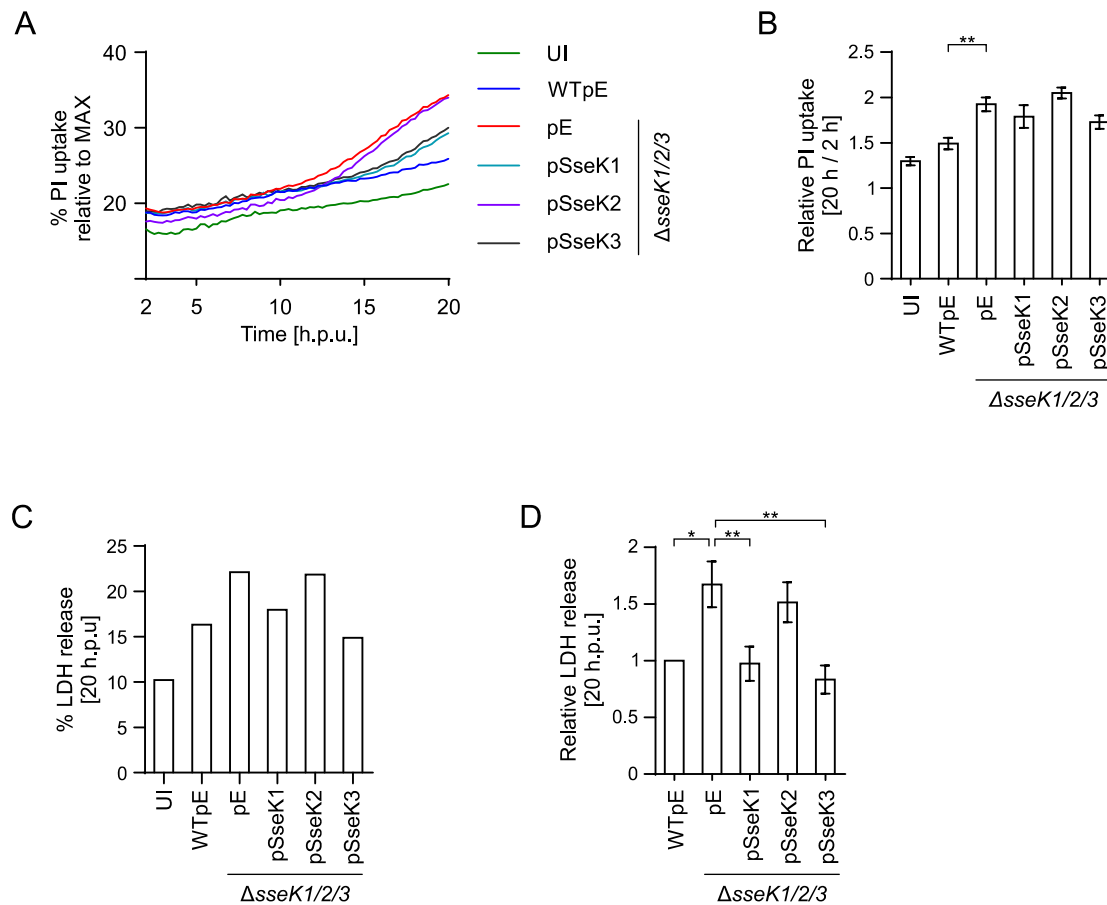 A
% PI uptake
relative to MAX
40
30
20
2
5
10
15
20
Time [h.p.u.]
UI
WTpE
pE
pSseK1
pSseK2
pSseK3
ΔsseK1/2/3
B
Relative PI uptake
[20 h / 2 h]
2.5
2
1.5
1
0.5
0
**
UI
WTpE
pE
pSseK1
pSseK2
pSseK3
ΔsseK1/2/3
C
% LDH release
[20 h.p.u]
25
20
15
10
5
0
UI
WTpE
pE
pSseK1
pSseK2
pSseK3
ΔsseK1/2/3
D
Relative LDH release
[20 h.p.u.]
2
1.5
1
0.5
0
*
**
**
WTpE
pE
pSseK1
pSseK2
pSseK3
ΔsseK1/2/3